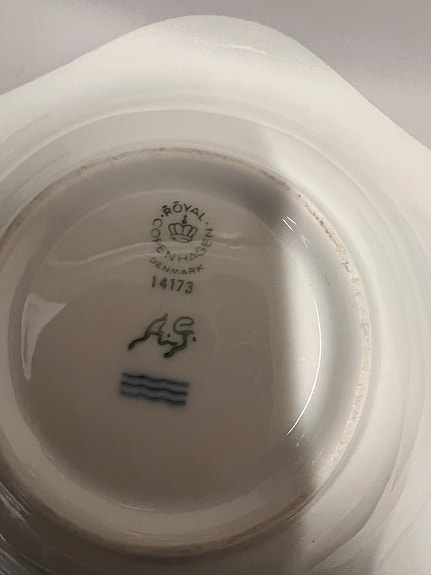 ROYAL
COPENHAGEN
DENMARK
14173